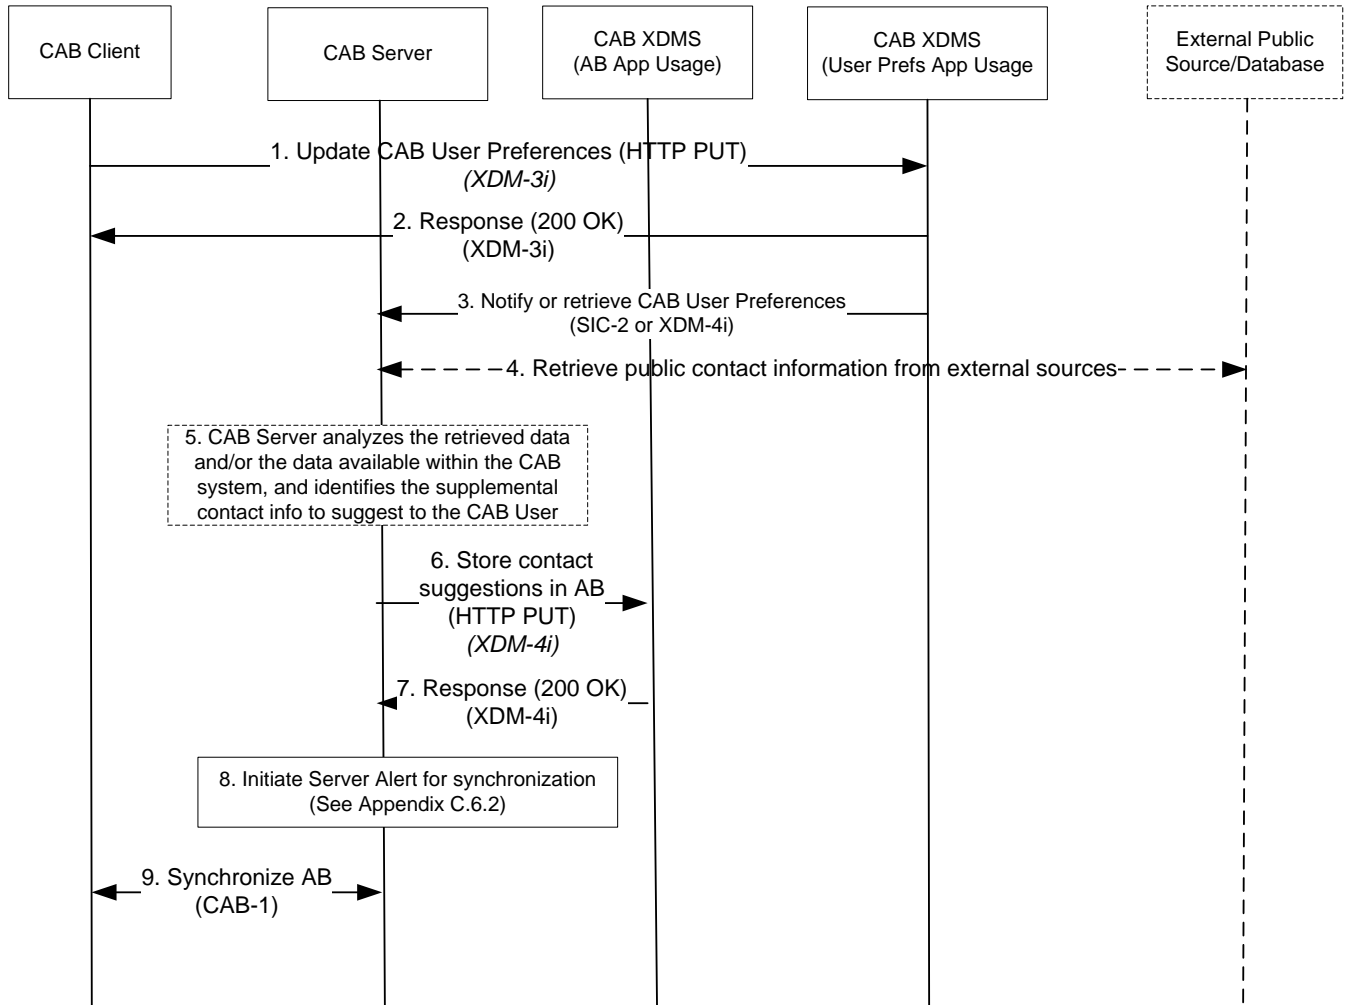 CAB Client
CAB Server
CAB XDMS
(AB App Usage)
CAB XDMS
(User Prefs App Usage
External Public
Source/Database
1. Update CAB User Preferences (HTTP PUT)
(XDM-3i)
2. Response (200 OK)
(XDM-3i)
3. Notify or retrieve CAB User Preferences
(SIC-2 or XDM-4i)
4. Retrieve public contact information from external sources
5. CAB Server analyzes the retrieved data
and/or the data available within the CAB
system, and identifies the supplemental
contact info to suggest to the CAB User
6. Store contact
suggestions in AB
(HTTP PUT)
(XDM-4i)
7. Response (200 OK)
(XDM-4i)
8. Initiate Server Alert for synchronization
(See Appendix C.6.2)
9. Synchronize AB
(CAB-1)